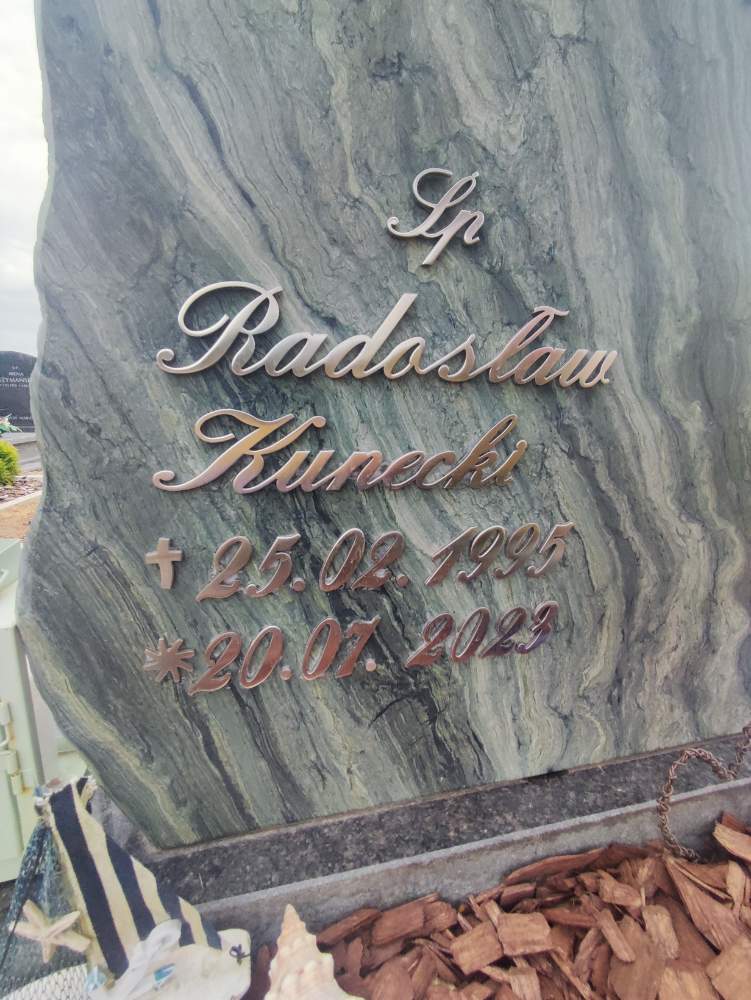 Sp
Radosław
Kunecki
✝ 25.02.1995
* 20.07.2023